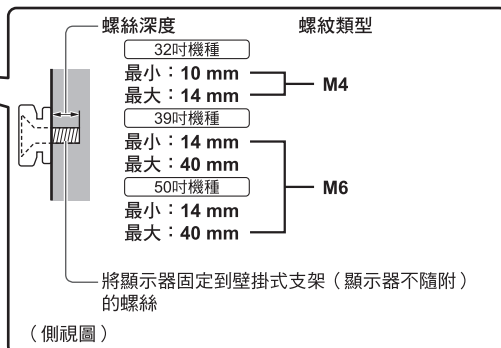 螺絲深度 螺紋類型
32吋機種
最小：10 mm
最大：14 mm
M4
39吋機種
最小：14 mm
最大：40 mm
50吋機種
最小：14 mm
最大：40 mm
M6
將顯示器固定到壁掛式支架（顯示器不隨附）
的螺絲
（側視圖）